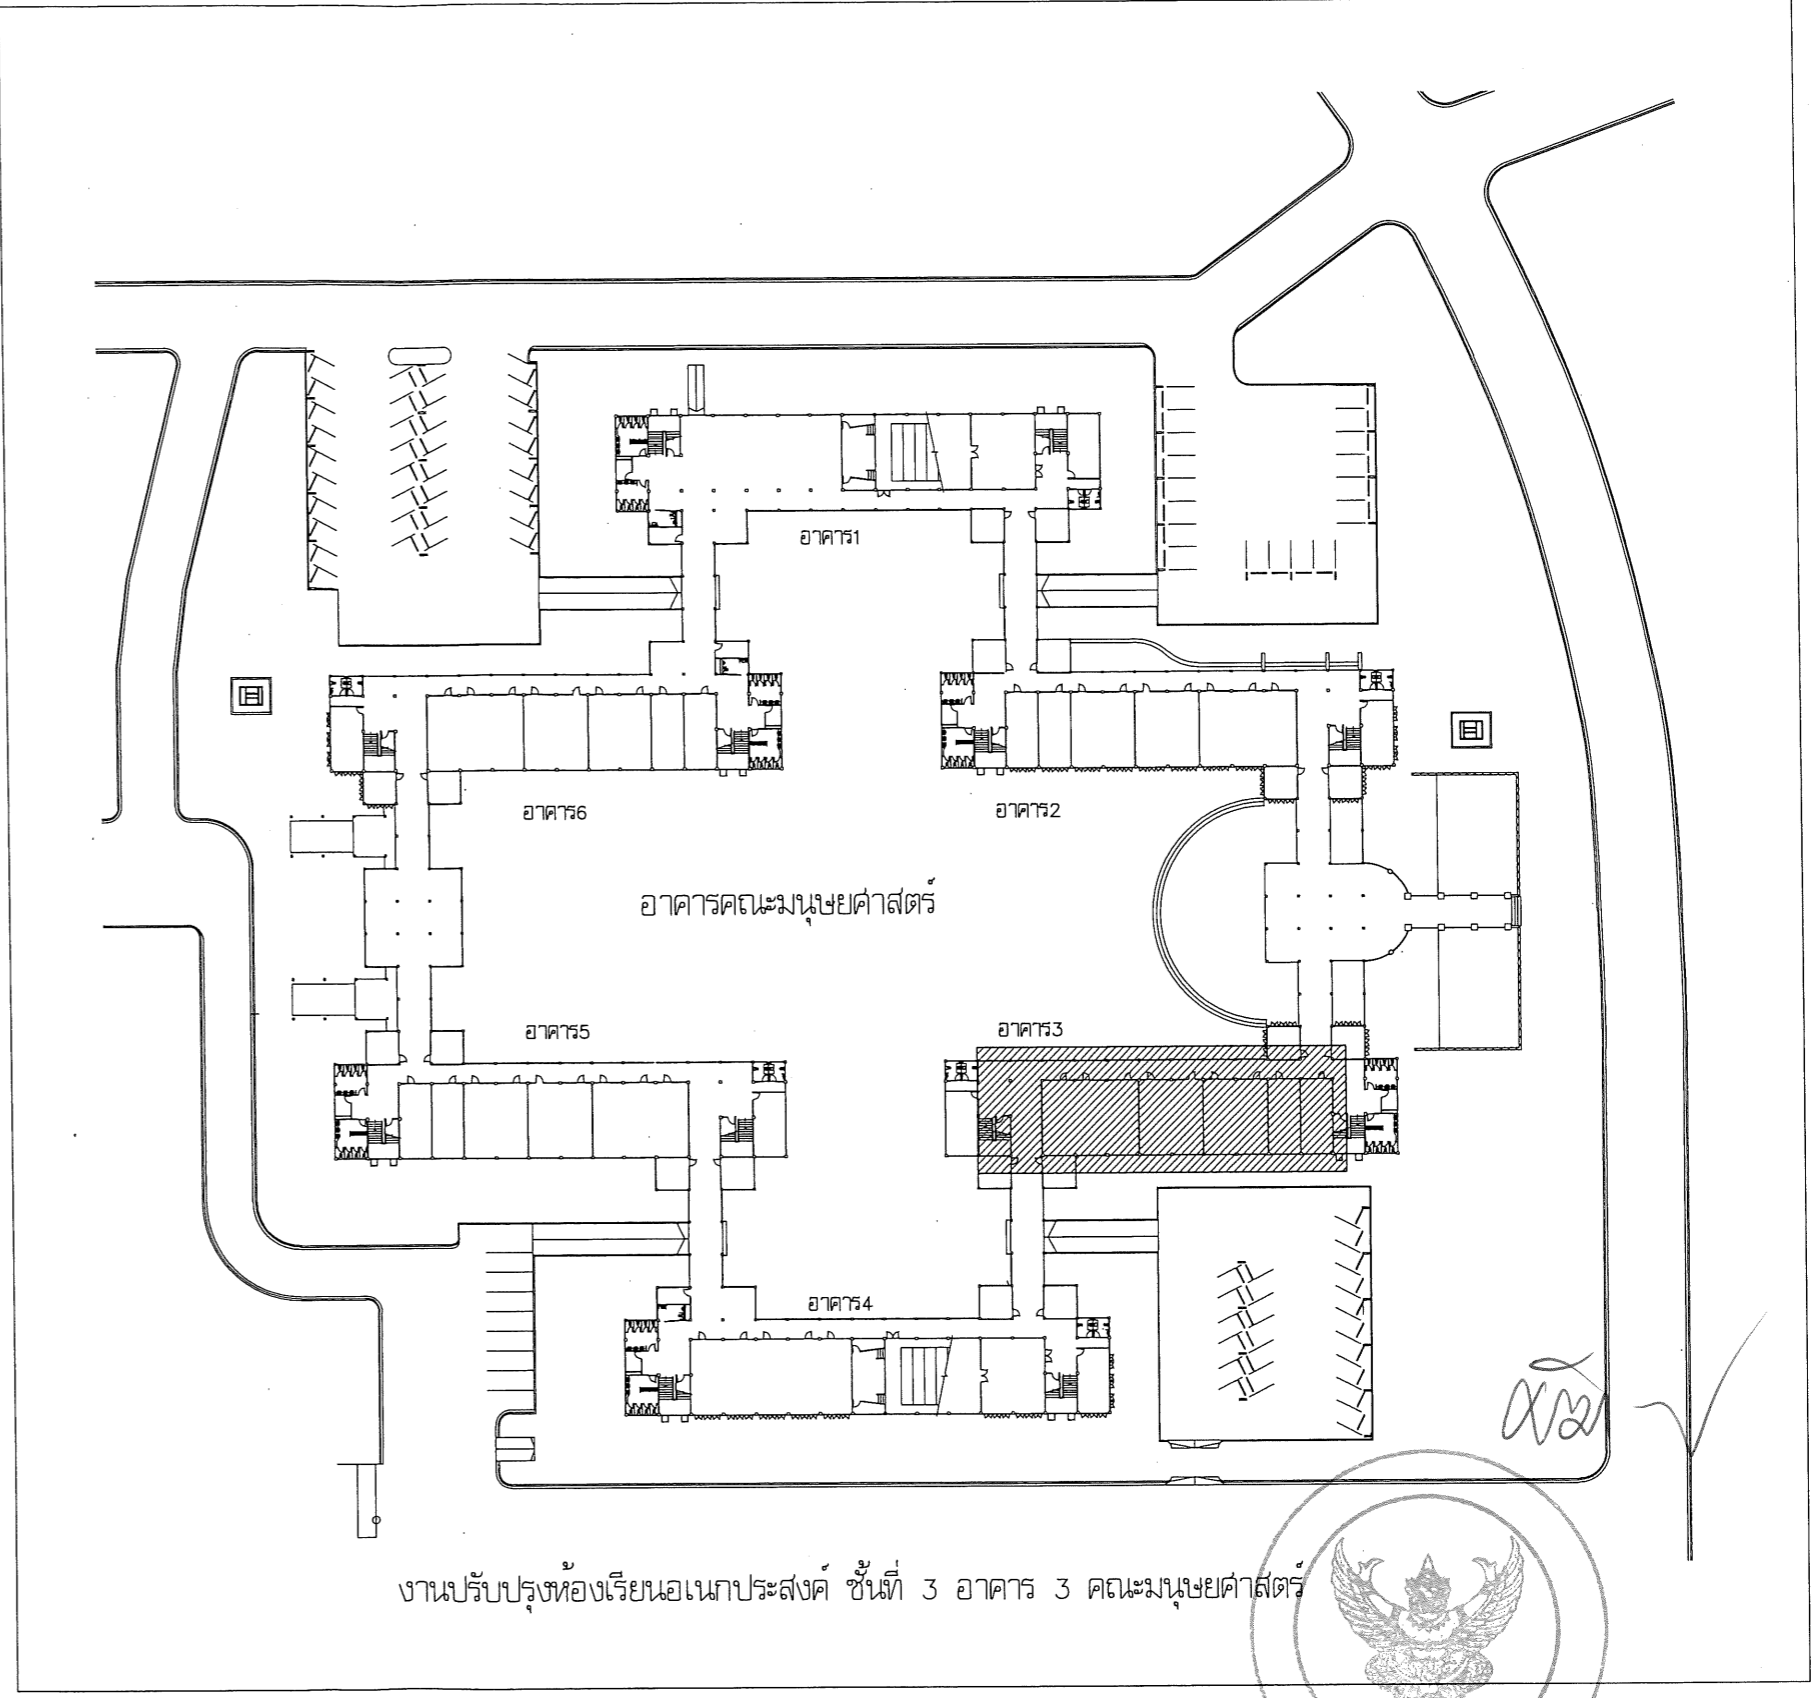 อาคาร1
อาคาร6
อาคาร2
อาคารคณะมนุษยศาสตร์
อาคาร5
อาคาร3
อาคาร4
งานปรับปรุงห้องเรียนอเนกประสงค์ ชั้นที่ 3 อาคาร 3 คณะมนุษยศาสตร์